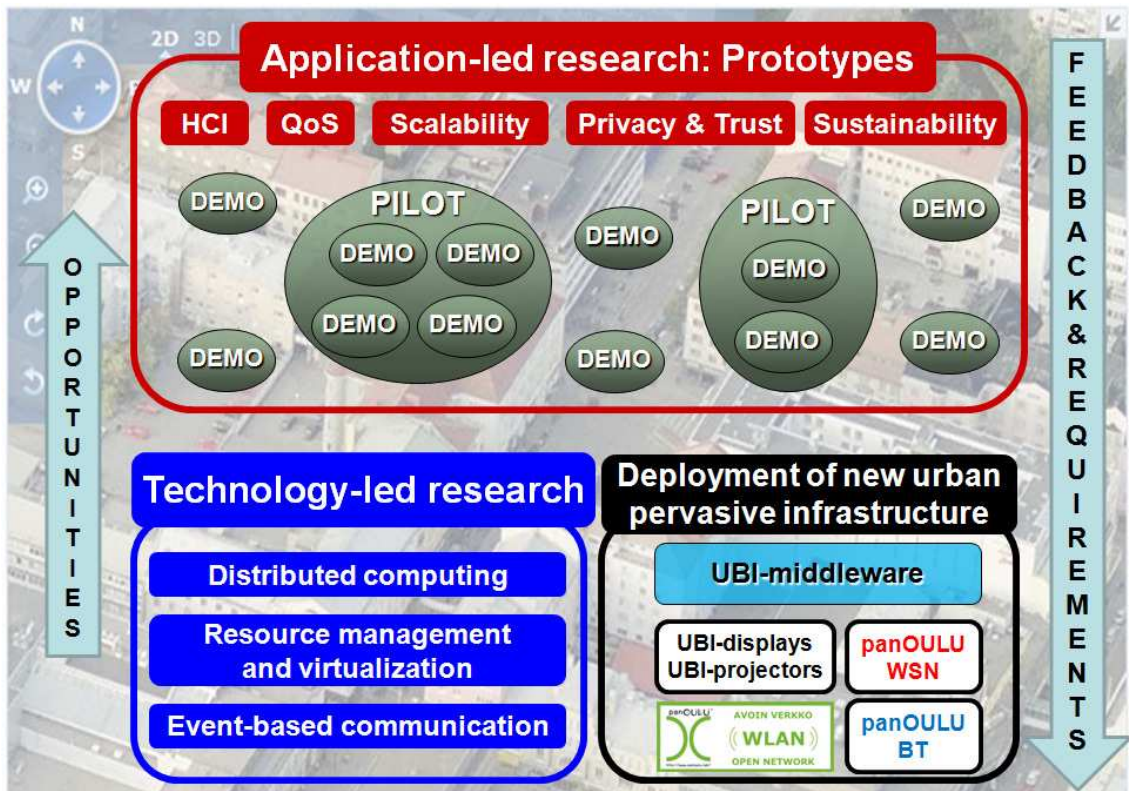 N
2D 3D
W
S
Application-led research: Prototypes
HCI
QoS
Scalability
Privacy & Trust
Sustainability
DEMO
PILOT
DEMO
DEMO
DEMO
DEMO
DEMO
PILOT
DEMO
DEMO
DEMO
DEMO
DEMO
DEMO
OPPORTUNITIES
FEEDBACK&REQUIREMENTS
Technology-led research
Distributed computing
Resource management
and virtualization
Event-based communication
Deployment of new urban
pervasive infrastructure
UBI-middleware
UBI-displays
UBI-projectors
panOULU
WSN
panOULU
AVOIN VERKKO
WLAN
OPEN NETWORK
panOULU
BT